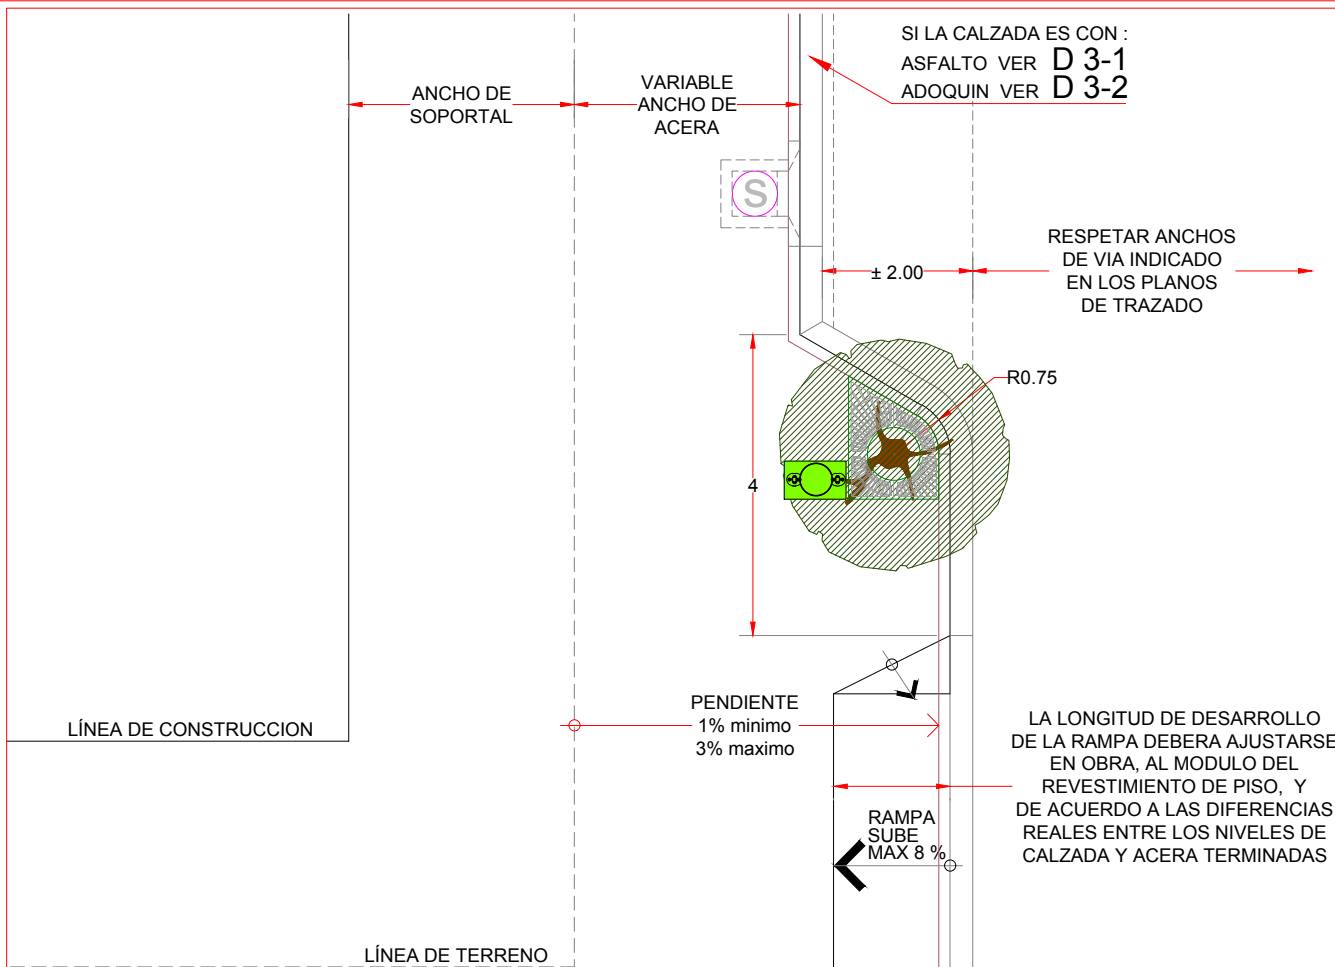 SI LA CALZADA ES CON :
ASFALTO VER D 3-1
ADOQUIN VER D 3-2
ANCHO DE
SOPORTAL
VARIABLE
ANCHO DE
ACERA
S
± 2.00
RESPETAR ANCHOS
DE VIA INDICADO
EN LOS PLANOS
DE TRAZADO
R0.75
4
LÍNEA DE CONSTRUCCION
PENDIENTE
1% minimo
3% maximo
LA LONGITUD DE DESARROLLO
DE LA RAMPA DEBERA AJUSTARSE
EN OBRA, AL MODULO DEL
REVESTIMIENTO DE PISO, Y
DE ACUERDO A LAS DIFERENCIAS
REALES ENTRE LOS NIVELES DE
CALZADA Y ACERA TERMINADAS
RAMPA
SUBE
MAX 8 %
LÍNEA DE TERRENO